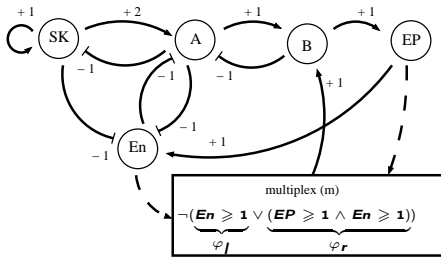 + 1
SK
+ 2
A
+ 1
B
+ 1
EP
− 1
− 1
− 1
− 1
− 1
En
+ 1
+ 1
multiplex (m)
¬(En ⩾ 1 ∨ (EP ⩾ 1 ∧ En ⩾ 1))
φl φr